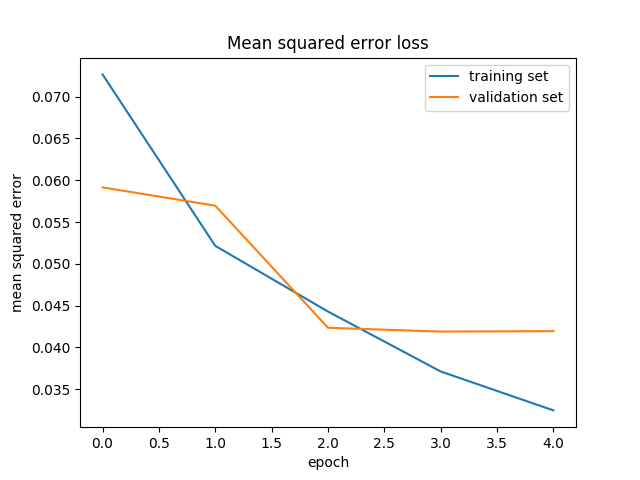 Mean squared error loss
training set
validation set
mean squared error
0.070
0.065
0.060
0.055
0.050
0.045
0.040
0.035
0.0 0.5 1.0 1.5 2.0 2.5 3.0 3.5 4.0
epoch